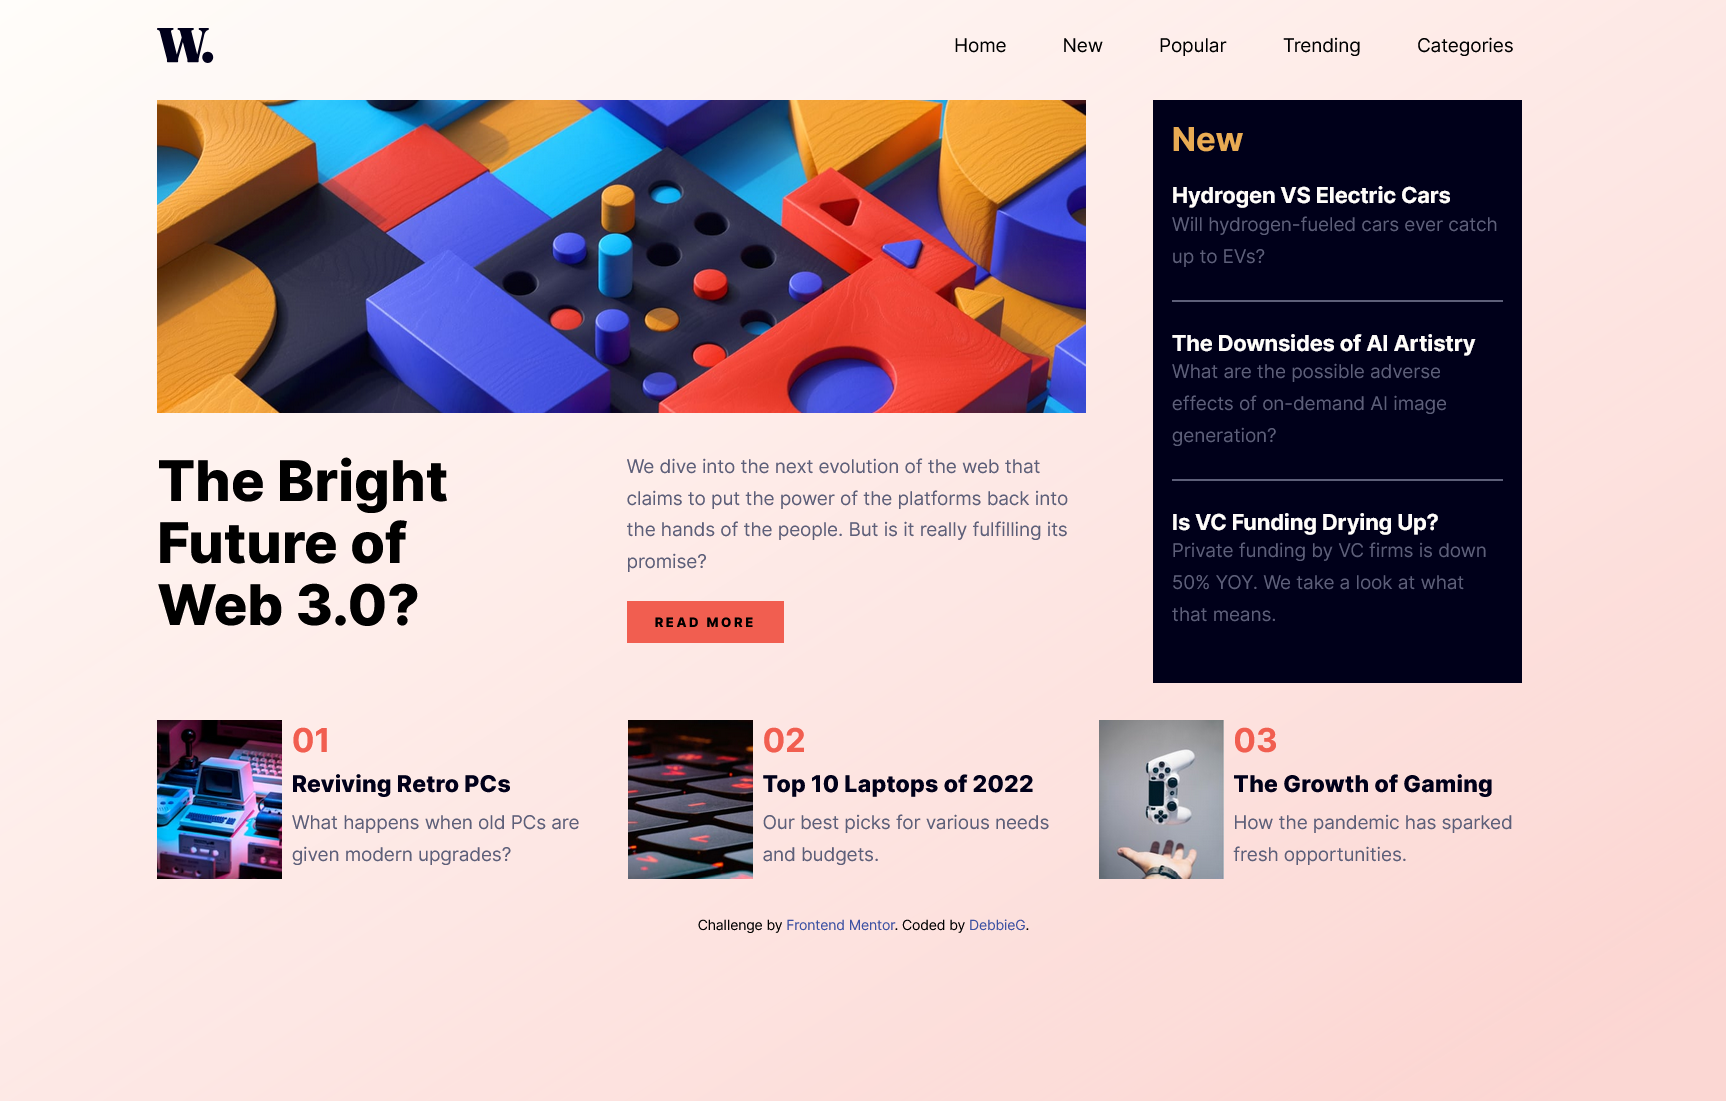 W.
Home New Popular Trending Categories
The Bright
Future of
Web 3.0?
We dive into the next evolution of the web that
claims to put the power of the platforms back into
the hands of the people. But is it really fulfilling its
promise?
READ MORE
New
Hydrogen VS Electric Cars
Will hydrogen-fueled cars ever catch
up to EVs?
The Downsides of AI Artistry
What are the possible adverse
effects of on-demand AI image
generation?
Is VC Funding Drying Up?
Private funding by VC firms is down
50% YOY. We take a look at what
that means.
01
Reviving Retro PCs
What happens when old PCs are
given modern upgrades?
02
Top 10 Laptops of 2022
Our best picks for various needs
and budgets.
03
The Growth of Gaming
How the pandemic has sparked
fresh opportunities.
Challenge by Frontend Mentor. Coded by DebbieG.